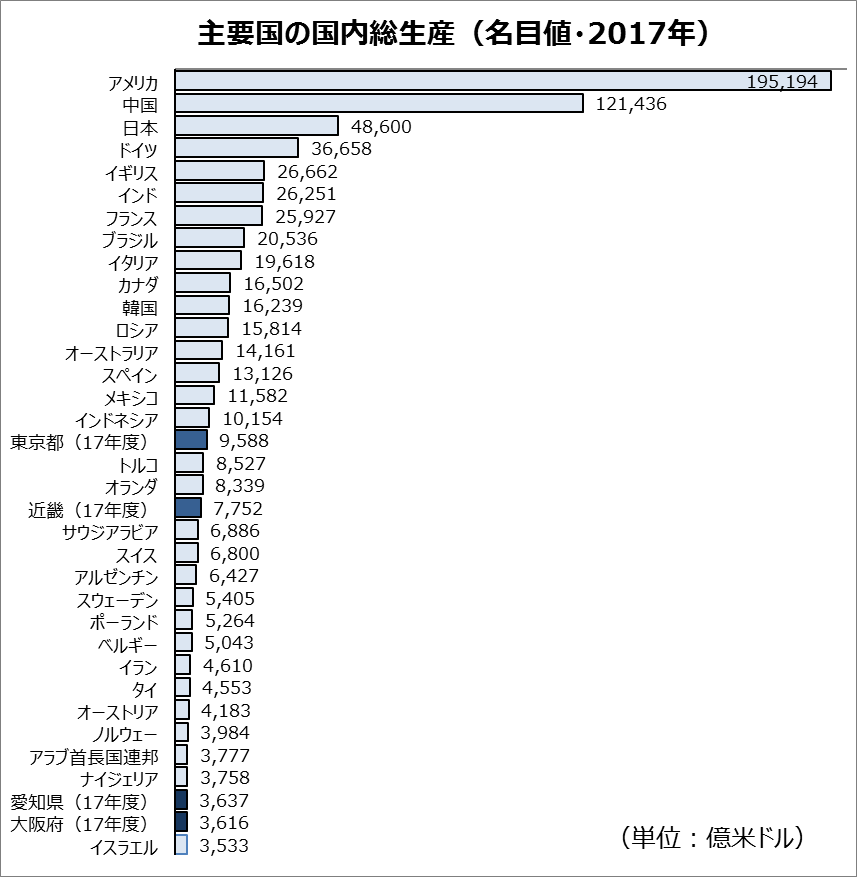 主要国の国内総生産（名目値･2017年）
アメリカ 195,194
中国 121,436
日本 48,600
ドイツ 36,658
イギリス 26,662
インド 26,251
フランス 25,927
ブラジル 20,536
イタリア 19,618
カナダ 16,502
韓国 16,239
ロシア 15,814
オーストラリア 14,161
スペイン 13,126
メキシコ 11,582
インドネシア 10,154
東京都（17年度） 9,588
トルコ 8,527
オランダ 8,339
近畿（17年度） 7,752
サウジアラビア 6,886
スイス 6,800
アルゼンチン 6,427
スウェーデン 5,405
ポーランド 5,264
ベルギー 5,043
イラン 4,610
タイ 4,553
オーストリア 4,183
ノルウェー 3,984
アラブ首長国連邦 3,777
ナイジェリア 3,758
愛知県（17年度） 3,637
大阪府（17年度） 3,616
イスラエル 3,533
（単位：億米ドル）